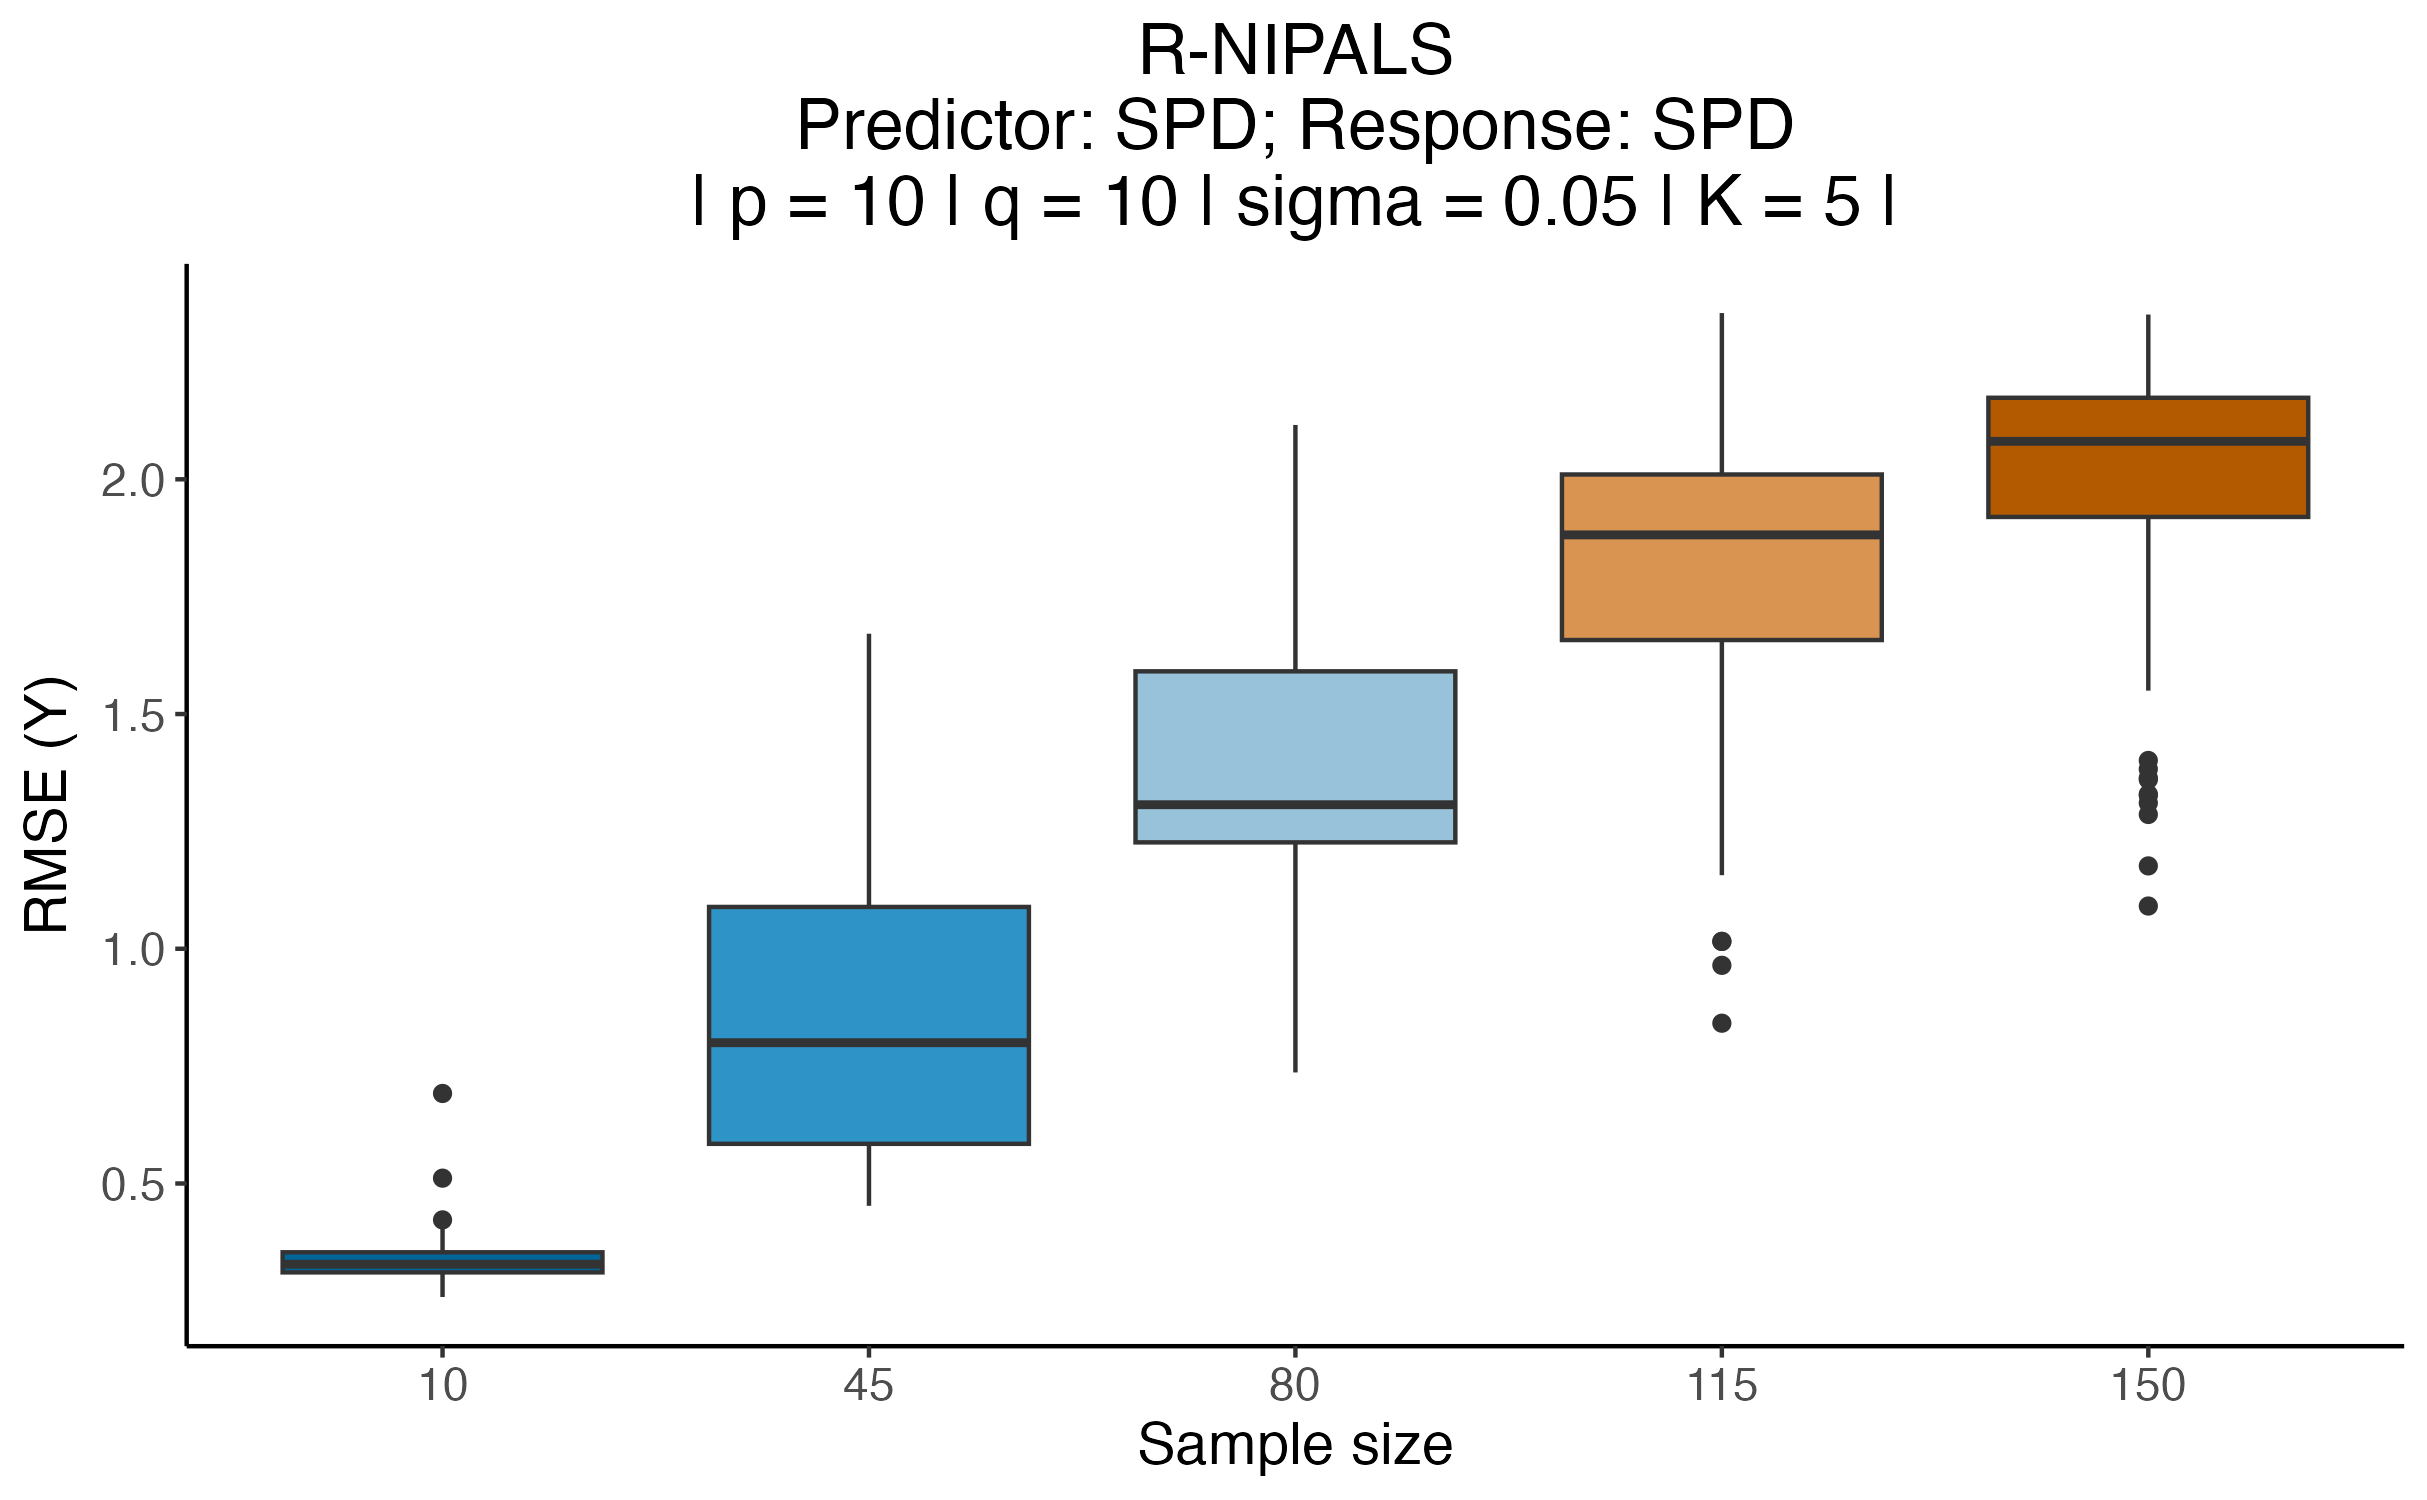 R-NIPALS
Predictor: SPD; Response: SPD
| p = 10 | q = 10 | sigma = 0.05 | K = 5 |
RMSE (Y)
2.0
1.5
1.0
0.5
10 45 80 115 150
Sample size